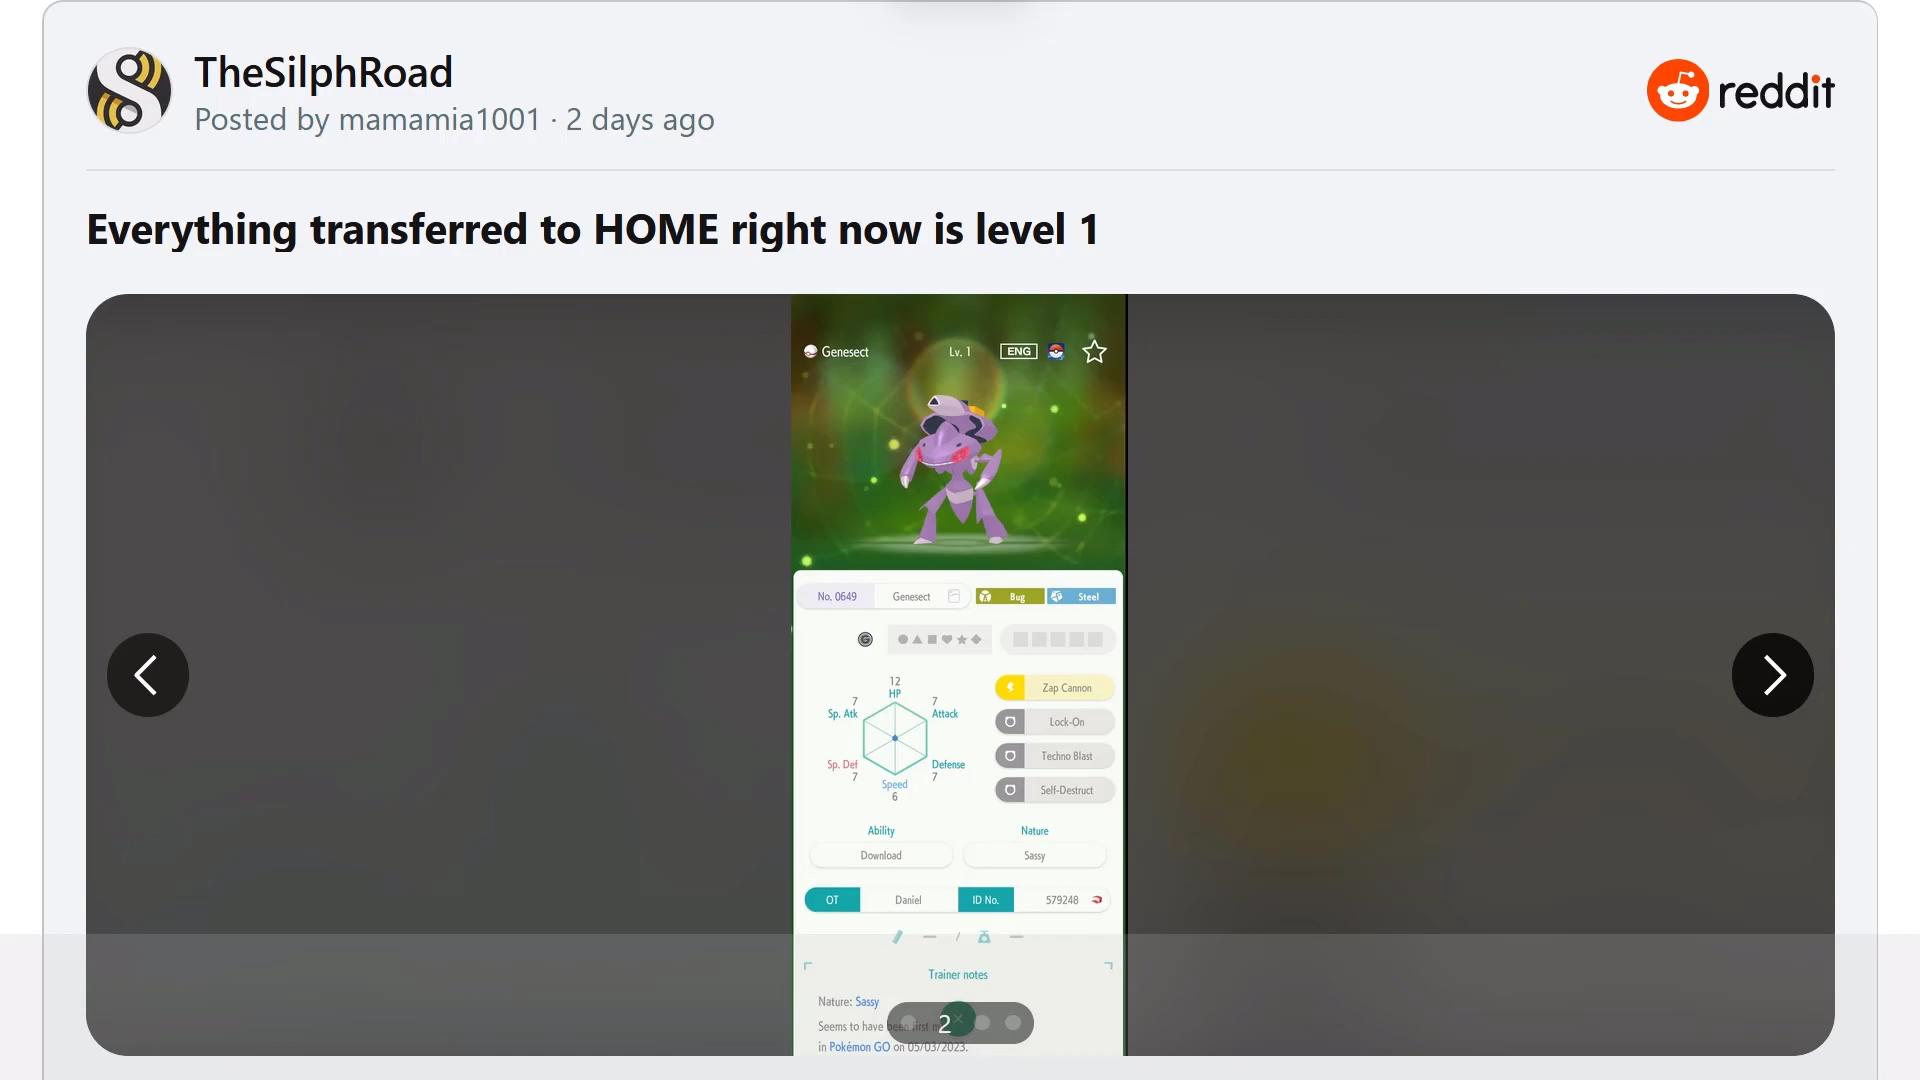 TheSilphRoad
Posted by mamamia1001 · 2 days ago
reddit
Everything transferred to HOME right now is level 1
Genesect
Lv. 1
ENG
No. 0649
Genesect
Bug
Steel
12
HP
7
Sp. Atk
7
Attack
Sp. Def
7
Defense
7
Speed
6
Zap Cannon
Lock-On
Techno Blast
Self-Destruct
Ability
Nature
Download
Sassy
OT
Daniel
ID No.
579248
— / —
Trainer notes
Nature: Sassy
Seems to have been first
2
in Pokémon GO on 05/03/2023.